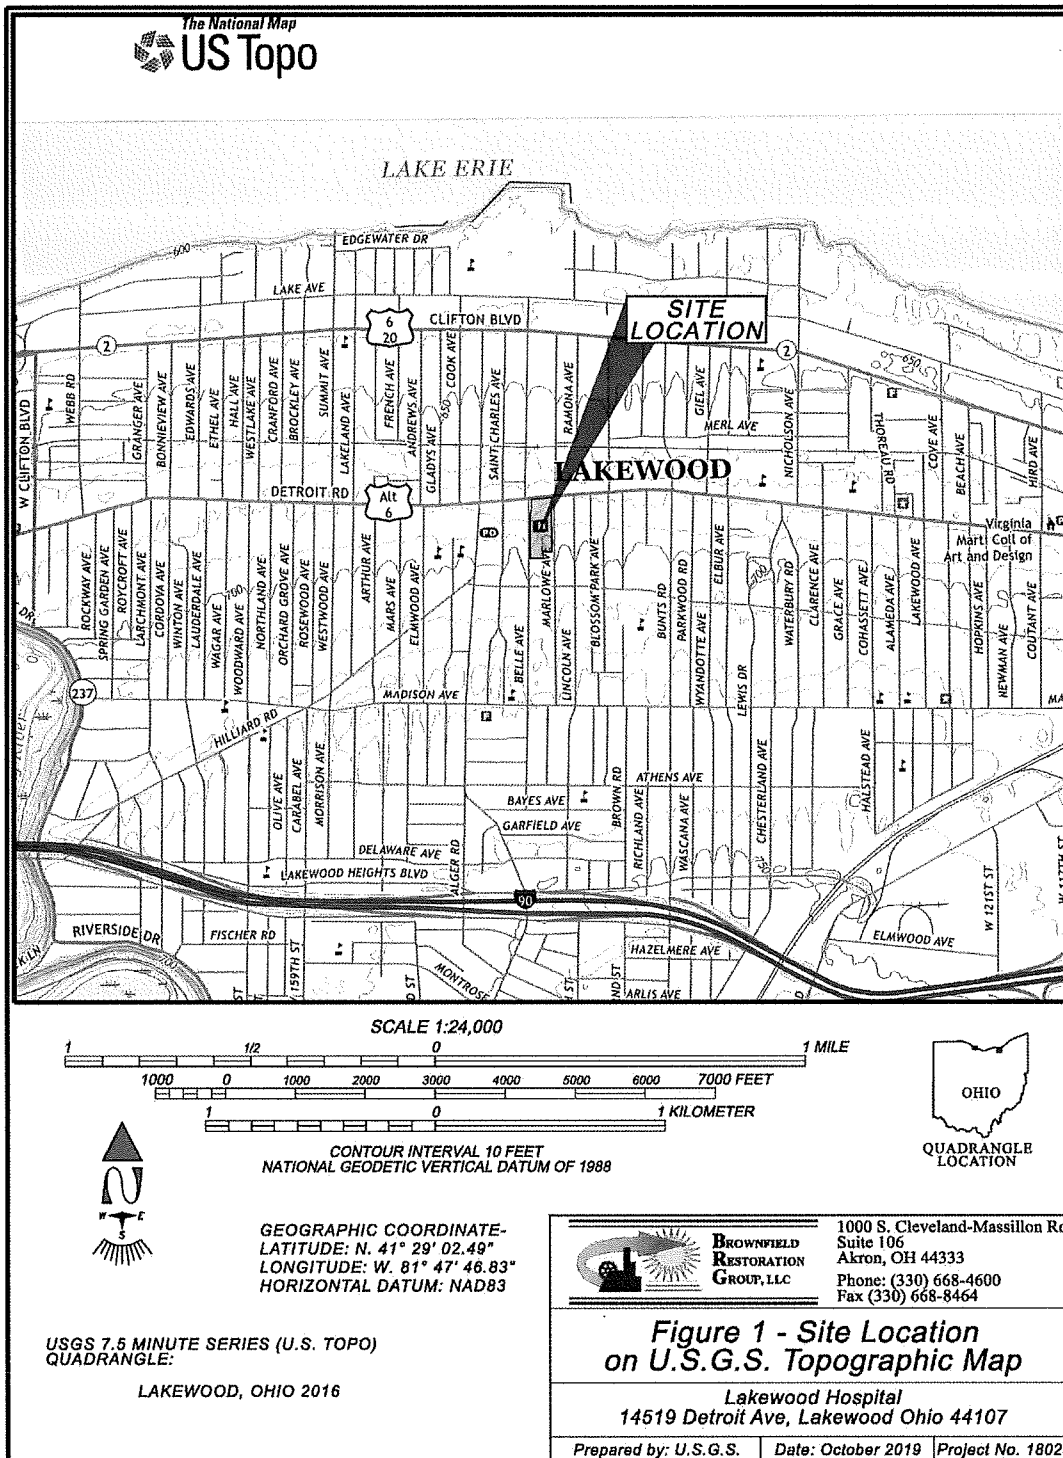 The National Map
US Topo
LAKE ERIE
600
EDGEWATER DR
LAKE AVE
6
20
CLIFTON BLVD
SITE
LOCATION
2
2
650
W CLIFTON BLVD
WEBB RD
GRANGER AVE
BONNIEVIEW AVE
EDWARDS AVE
ETHEL AVE
HALL AVE
WESTLAKE AVE
CRANFORD AVE
BROCKLEY AVE
SUMMIT AVE
LAKELAND AVE
FRENCH AVE
ANDREWS AVE
GLADYS AVE
650
COOK AVE
SAINT CHARLES AVE
RAMONA AVE
GIEL AVE
MERL AVE
NICHOLSON AVE
THOREAU RD
COVE AVE
BEACH AVE
HIRD AVE
LAKEWOOD
DETROIT RD
Alt
6
H
PD
Virginia
Marti Coll of
Art and Design
ROCKWAY AVE
SPRING GARDEN AVE
ROYCROFT AVE
LARCHMONT AVE
CORDOVA AVE
WINTON AVE
LAUDERDALE AVE
WAGAR AVE
700
WOODWARD AVE
NORTHLAND AVE
ORCHARD GROVE AVE
ROSEWOOD AVE
WESTWOOD AVE
ARTHUR AVE
MARS AVE
ELMWOOD AVE
BELLE AVE
MARLOWE AVE
LINCOLN AVE
BLOSSOM PARK AVE
BUNTS RD
PARKWOOD RD
WYANDOTTE AVE
ELBUR AVE
LEWIS DR
700
WATERBURY RD
CLARENCE AVE
GRACE AVE
COHASSETT AVE
ALAMEDA AVE
LAKEWOOD AVE
HOPKINS AVE
NEWMAN AVE
COUTANT AVE
237
MADISON AVE
MA
F
HILLIARD RD
OLIVE AVE
CARABEL AVE
MORRISON AVE
ATHENS AVE
BAYES AVE
GARFIELD AVE
BROWN RD
RICHLAND AVE
WASCANA AVE
CHESTERLAND AVE
750
HALSTEAD AVE
DELAWARE AVE
LAKEWOOD HEIGHTS BLVD
ALGER RD
90
W 121ST ST
W 117TH ST
RIVERSIDE DR
700
FISCHER RD
159TH ST
MONTROSE
HAZELMERE AVE
ARLIS AVE
ELMWOOD AVE
SCALE 1:24,000
1 1/2 0 1 MILE
1000 0 1000 2000 3000 4000 5000 6000 7000 FEET
1 0 1 KILOMETER
CONTOUR INTERVAL 10 FEET
NATIONAL GEODETIC VERTICAL DATUM OF 1988
OHIO
QUADRANGLE
LOCATION
W E
S
GEOGRAPHIC COORDINATE-
LATITUDE: N. 41° 29' 02.49"
LONGITUDE: W. 81° 47' 46.83"
HORIZONTAL DATUM: NAD83
USGS 7.5 MINUTE SERIES (U.S. TOPO)
QUADRANGLE:
LAKEWOOD, OHIO 2016
BROWNFIELD
RESTORATION
GROUP, LLC
1000 S. Cleveland-Massillon Rd
Suite 106
Akron, OH 44333
Phone: (330) 668-4600
Fax (330) 668-8464
Figure 1 - Site Location
on U.S.G.S. Topographic Map
Lakewood Hospital
14519 Detroit Ave, Lakewood Ohio 44107
Prepared by: U.S.G.S.
Date: October 2019
Project No. 1802